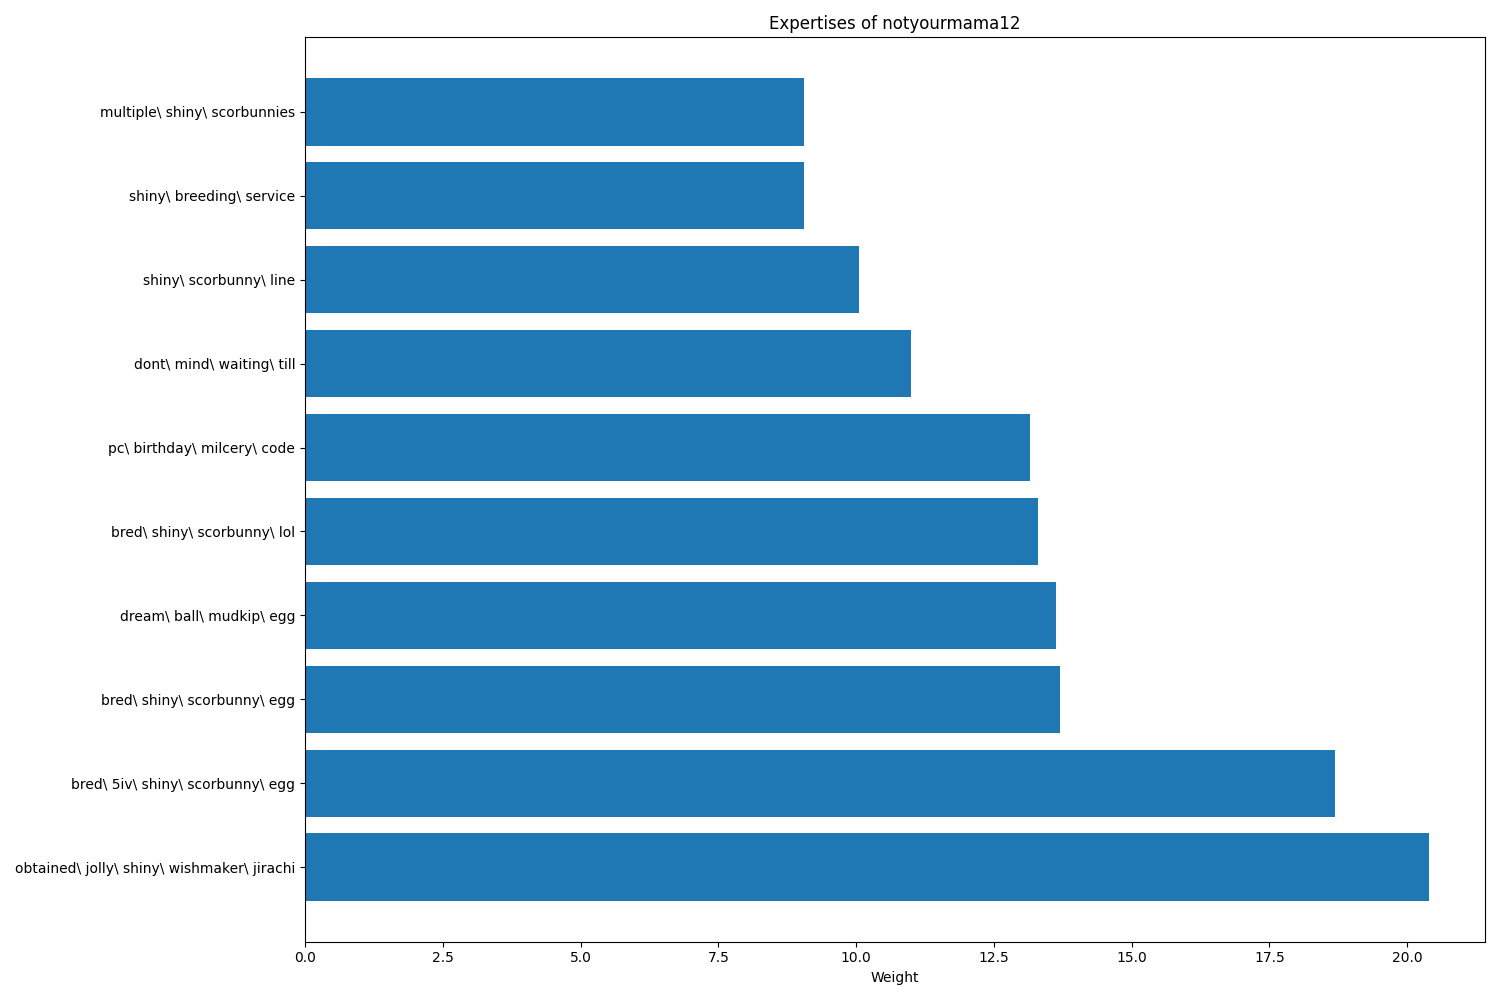 Expertises of notyourmama12
multiple\ shiny\ scorbunnies
shiny\ breeding\ service
shiny\ scorbunny\ line
dont\ mind\ waiting\ till
pc\ birthday\ milcery\ code
bred\ shiny\ scorbunny\ lol
dream\ ball\ mudkip\ egg
bred\ shiny\ scorbunny\ egg
bred\ 5iv\ shiny\ scorbunny\ egg
obtained\ jolly\ shiny\ wishmaker\ jirachi
0.0 2.5 5.0 7.5 10.0 12.5 15.0 17.5 20.0
Weight